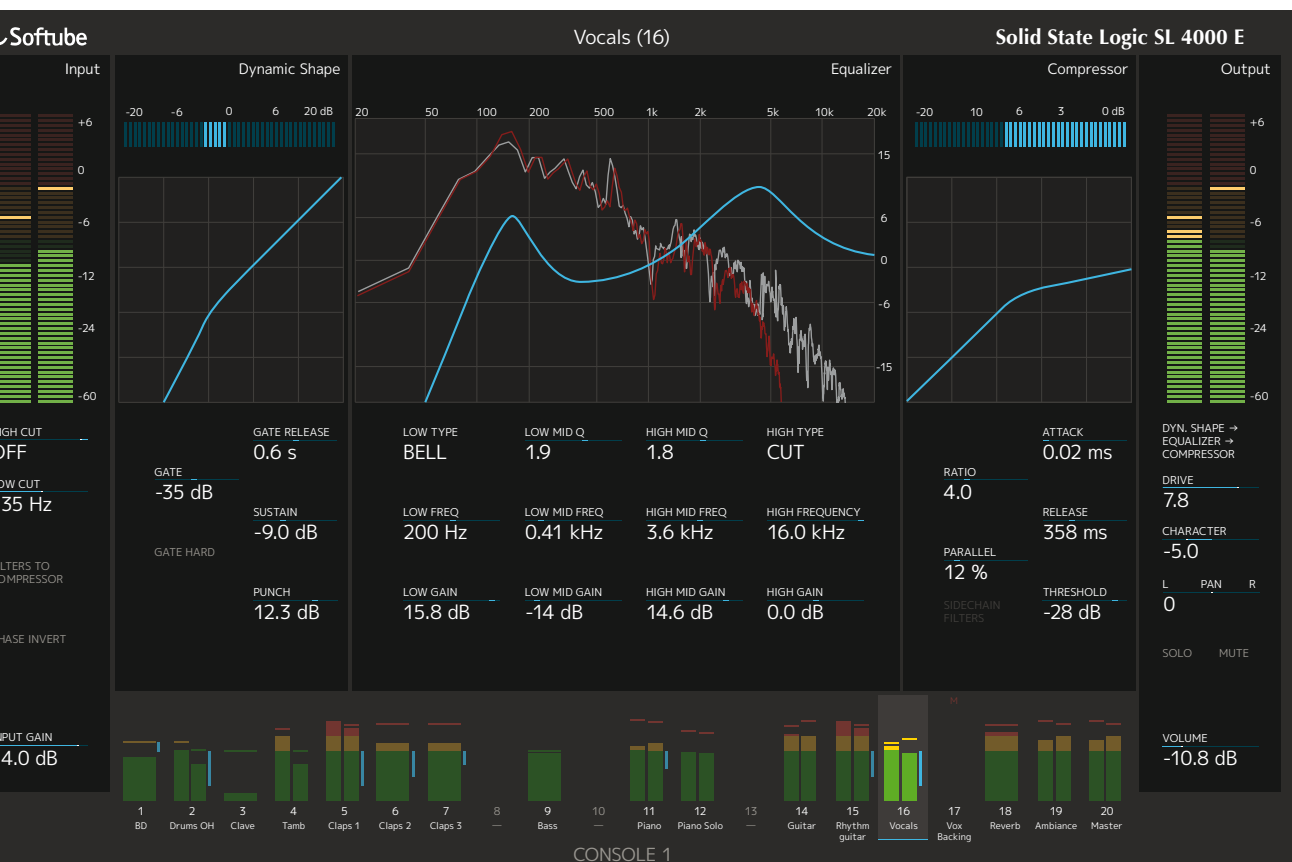 Softube
Vocals (16)
Solid State Logic SL 4000 E
Input
Dynamic Shape
Equalizer
Compressor
Output
-20 -6 0 6 20 dB
20 50 100 200 500 1k 2k 5k 10k 20k
-20 10 6 3 0 dB
+6
0
-6
-12
-24
-60
15
6
0
-6
-15
+6
0
-6
-12
-24
-60
IGH CUT
OFF
OW CUT
35 Hz
LTERS TO
OMPRESSOR
HASE INVERT
NPUT GAIN
4.0 dB
GATE RELEASE
0.6 s
GATE
-35 dB
SUSTAIN
-9.0 dB
GATE HARD
PUNCH
12.3 dB
LOW TYPE
BELL
LOW MID Q
1.9
HIGH MID Q
1.8
HIGH TYPE
CUT
LOW FREQ
200 Hz
LOW MID FREQ
0.41 kHz
HIGH MID FREQ
3.6 kHz
HIGH FREQUENCY
16.0 kHz
LOW GAIN
15.8 dB
LOW MID GAIN
-14 dB
HIGH MID GAIN
14.6 dB
HIGH GAIN
0.0 dB
ATTACK
0.02 ms
RATIO
4.0
RELEASE
358 ms
PARALLEL
12 %
THRESHOLD
-28 dB
SIDECHAIN
FILTERS
DYN. SHAPE →
EQUALIZER →
COMPRESSOR
DRIVE
7.8
CHARACTER
-5.0
L PAN R
0
SOLO MUTE
VOLUME
-10.8 dB
M
1 2 3 4 5 6 7 8 9 10 11 12 13 14 15 16 17 18 19 20
BD Drums OH Clave Tamb Claps 1 Claps 2 Claps 3 — Bass — Piano Piano Solo — Guitar Rhythm Vocals Vox Reverb Ambiance Master
guitar Backing
CONSOLE 1